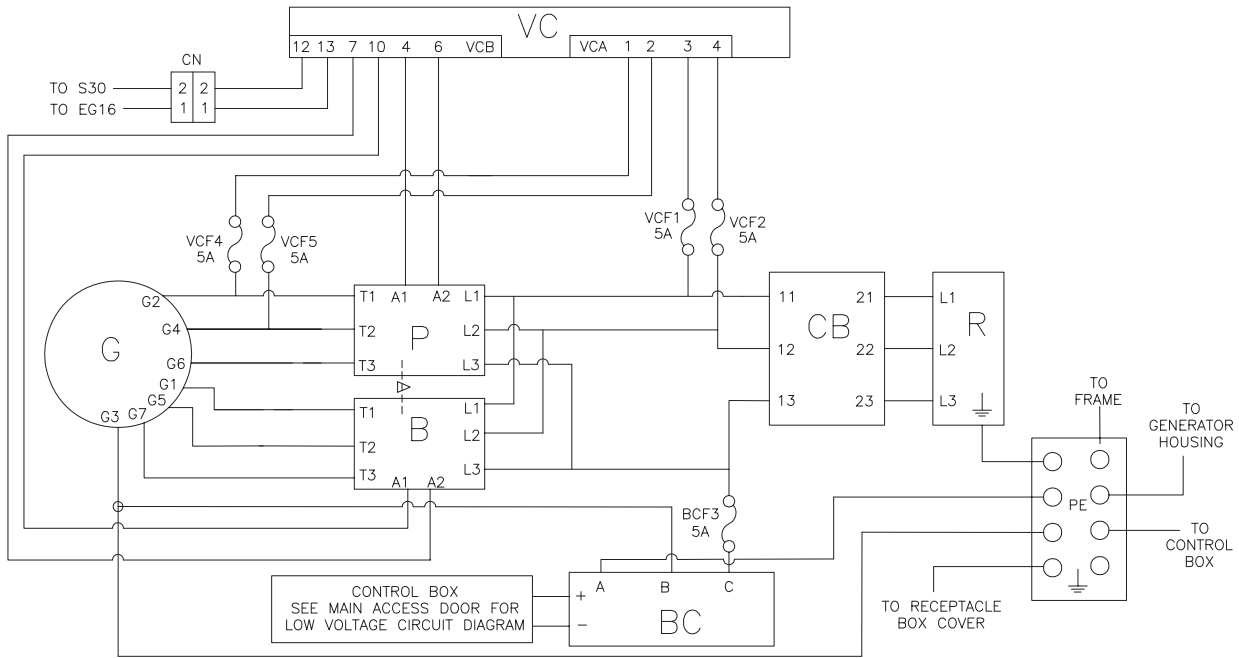 VC
12 13 7 10 4 6 VCB
VCA 1 2 3 4
CN
TO S30
2 2
TO EG16
1 1
VCF4
5A
VCF5
5A
VCF1
5A
VCF2
5A
G
G2
G4
G6
G1
G5
G3
G7
P
T1
A1
A2
L1
T2
L2
T3
L3
B
T1
L1
T2
L2
T3
L3
A1
A2
CB
11
21
12
22
13
23
R
L1
L2
L3
TO
FRAME
TO
GENERATOR
HOUSING
PE
TO
CONTROL
BOX
TO RECEPTACLE
BOX COVER
BCF3
5A
A
B
C
+
−
BC
CONTROL BOX
SEE MAIN ACCESS DOOR FOR
LOW VOLTAGE CIRCUIT DIAGRAM